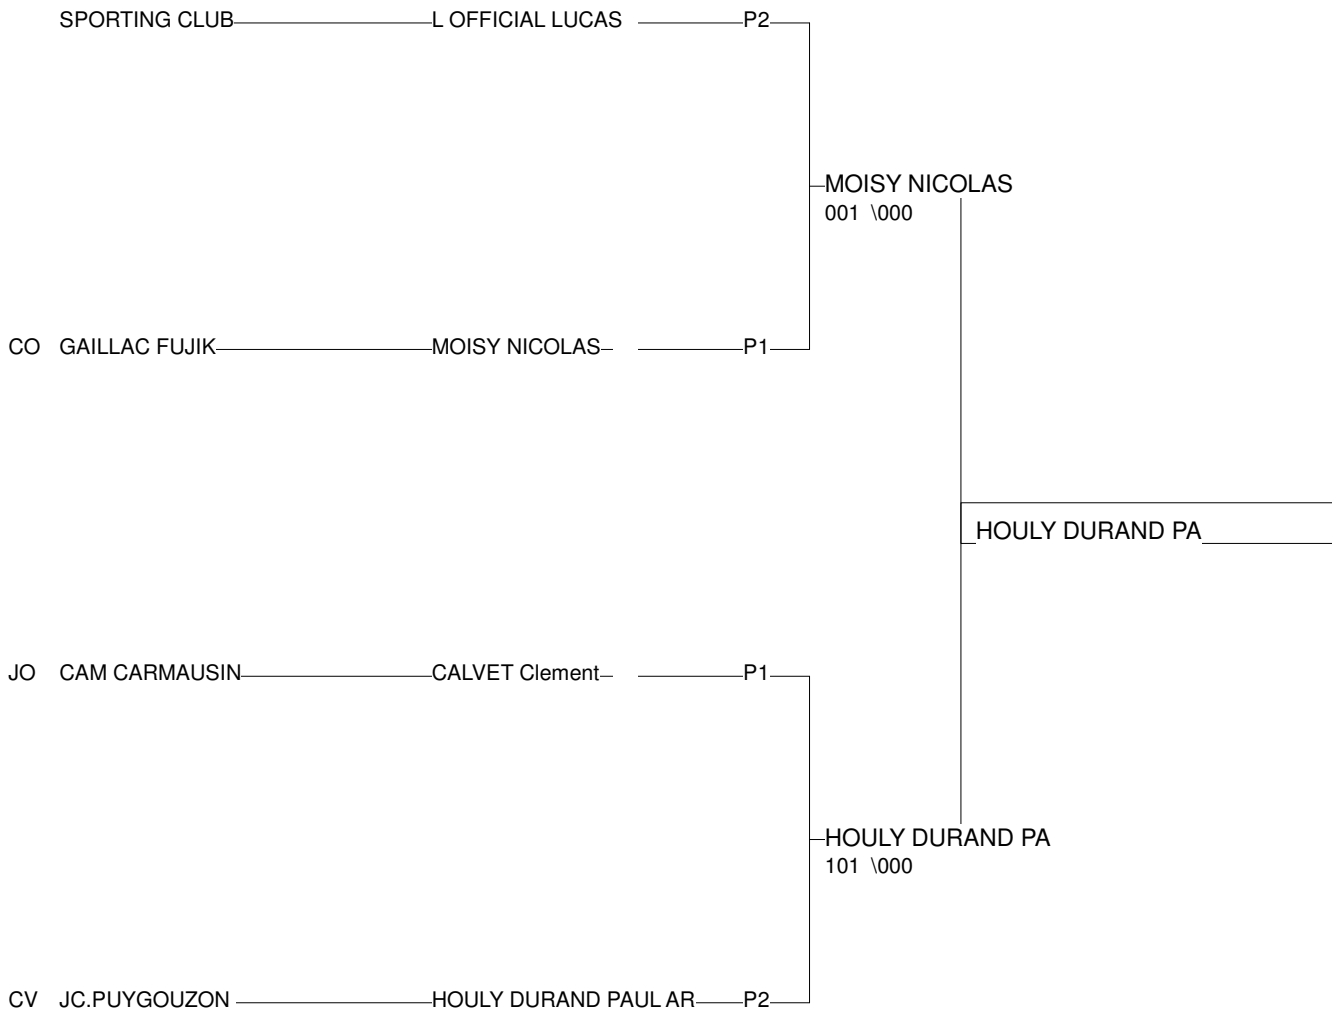 SPORTING CLUB L OFFICIAL LUCAS P2
MOISY NICOLAS
001 \000
CO GAILLAC FUJIK MOISY NICOLAS P1
HOULY DURAND PA
JO CAM CARMAUSIN CALVET Clement P1
HOULY DURAND PA
101 \000
CV JC.PUYGOUZON HOULY DURAND PAUL AR P2